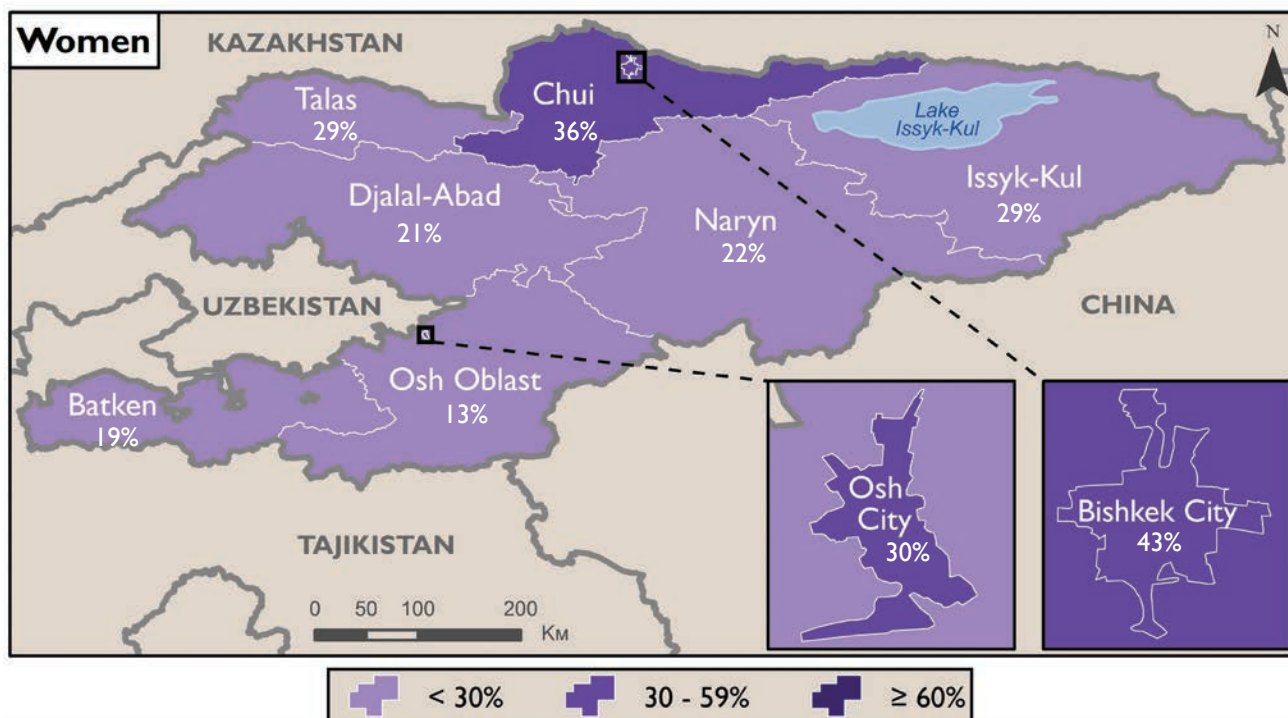 Women
KAZAKHSTAN
N
Talas
29%
Chui
36%
Lake
Issyk-Kul
Djalal-Abad
21%
Naryn
22%
Issyk-Kul
29%
UZBEKISTAN
CHINA
Batken
19%
Osh Oblast
13%
Osh
City
30%
Bishkek City
43%
TAJIKISTAN
0 50 100 200
KM
< 30%
30 - 59%
≥ 60%